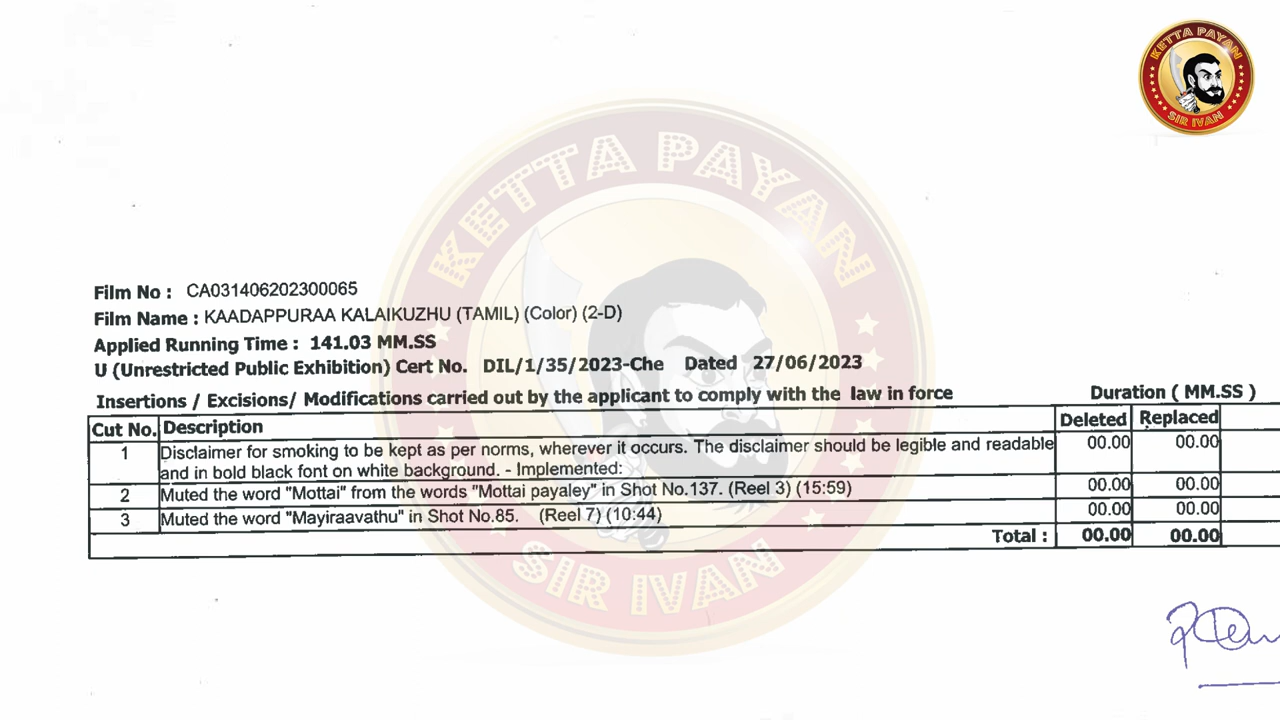 KETTA PAYAN
SIR IVAN
KETTA PAYAN
Film No : CA031406202300065
Film Name : KAADAPPURAA KALAIKUZHU (TAMIL) (Color) (2-D)
Applied Running Time : 141.03 MM.SS
U (Unrestricted Public Exhibition) Cert No. DIL/1/35/2023-Che Dated 27/06/2023
Insertions / Excisions/ Modifications carried out by the applicant to comply with the law in force Duration ( MM.SS )
Cut No. Description Deleted Replaced
1 Disclaimer for smoking to be kept as per norms, wherever it occurs. The disclaimer should be legible and readable 00.00 00.00
and in bold black font on white background. - Implemented:
2 Muted the word "Mottai" from the words "Mottai payaley" in Shot No.137. (Reel 3) (15:59) 00.00 00.00
3 Muted the word "Mayiraavathu" in Shot No.85. (Reel 7) (10:44) 00.00 00.00
Total : 00.00 00.00
SIR IVAN